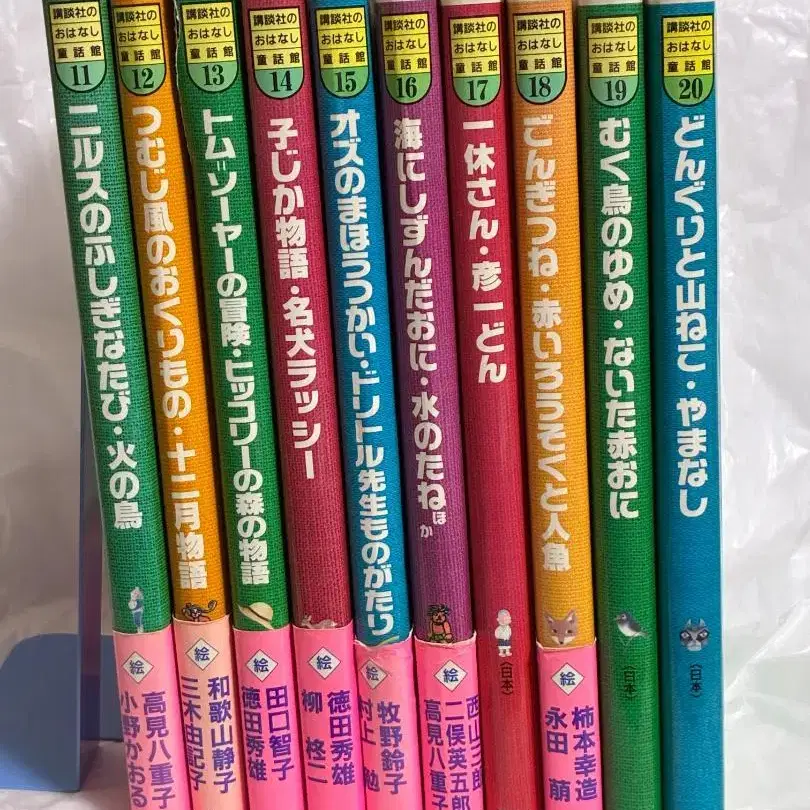 講談社の
おはなし
童話館
11
ニルスのふしぎなたび・火の鳥
絵
高見八重子
小野かおる
講談社の
おはなし
童話館
12
つむじ風のおくりもの・十二月物語
絵
和歌山静子
三木由記子
講談社の
おはなし
童話館
13
トム=ソーヤーの冒険・ヒッコリーの森の物語
絵
田口智子
徳田秀雄
講談社の
おはなし
童話館
14
子じか物語・名犬ラッシー
絵
徳田秀雄
柳柊二
講談社の
おはなし
童話館
15
オズのまほうつかい・ドリトル先生ものがたり
絵
牧野鈴子
村上勉
講談社の
おはなし
童話館
16
海にしずんだおに・水のたねほか
絵
西山三郎
二俣英五郎
高見八重子
講談社の
おはなし
童話館
17
一休さん・彦一どん
(日本)
講談社の
おはなし
童話館
18
ごんぎつね・赤いろうそくと人魚
絵
柿本幸造
永田萠
講談社の
おはなし
童話館
19
むく鳥のゆめ・ないた赤おに
(日本)
講談社の
おはなし
童話館
20
どんぐりと山ねこ・やまなし
(日本)